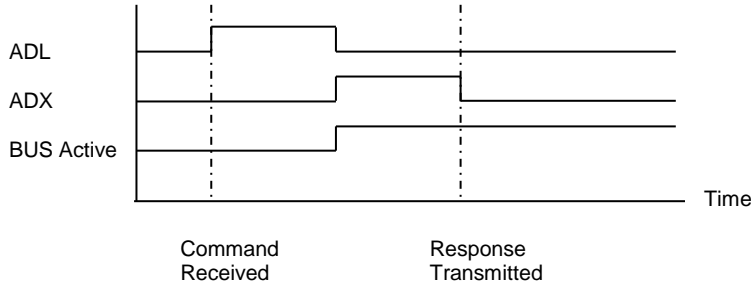 ADL
ADX
BUS Active
Time
Command
Received
Response
Transmitted